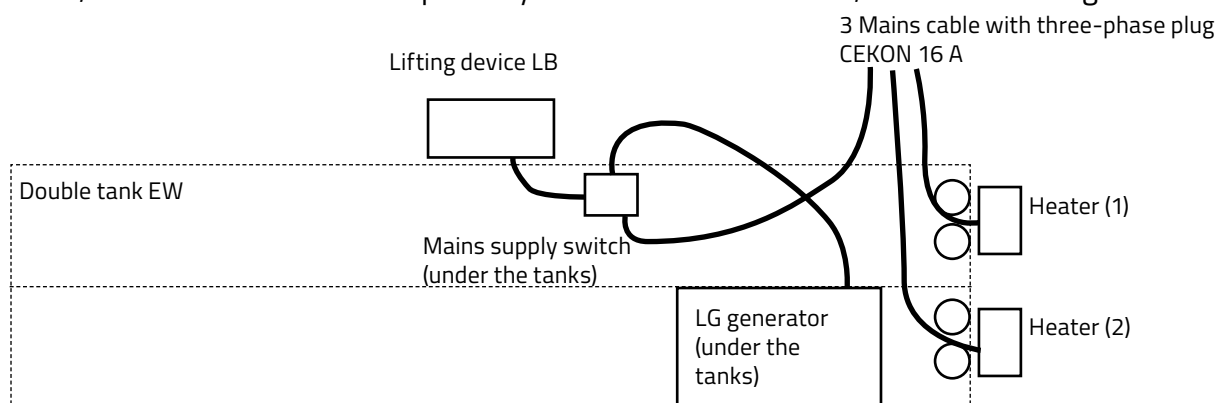 3 Mains cable with three-phase plug
CEKON 16 A
Lifting device LB
Double tank EW
Heater (1)
Mains supply switch
(under the tanks)
LG generator
(under the
tanks)
Heater (2)